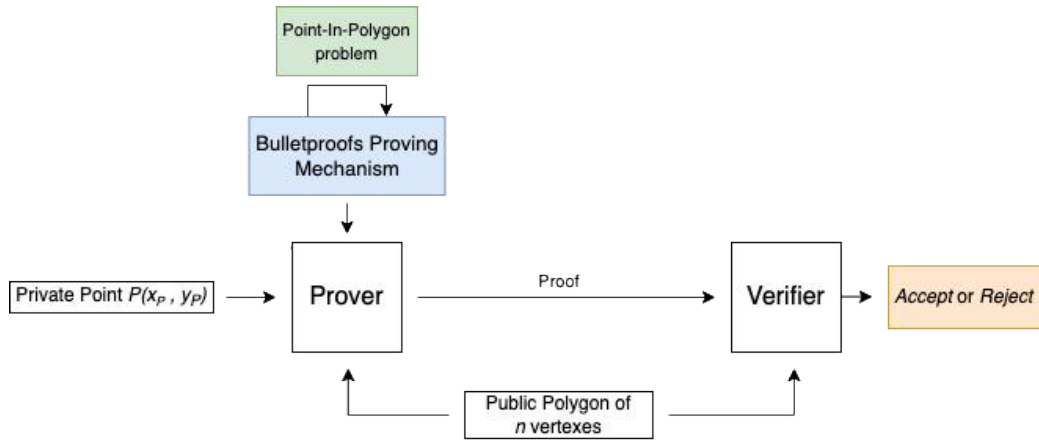 Point-In-Polygon
problem
Bulletproofs Proving
Mechanism
Private Point P(xP , yP)
Prover
Proof
Verifier
Accept or Reject
Public Polygon of
n vertexes